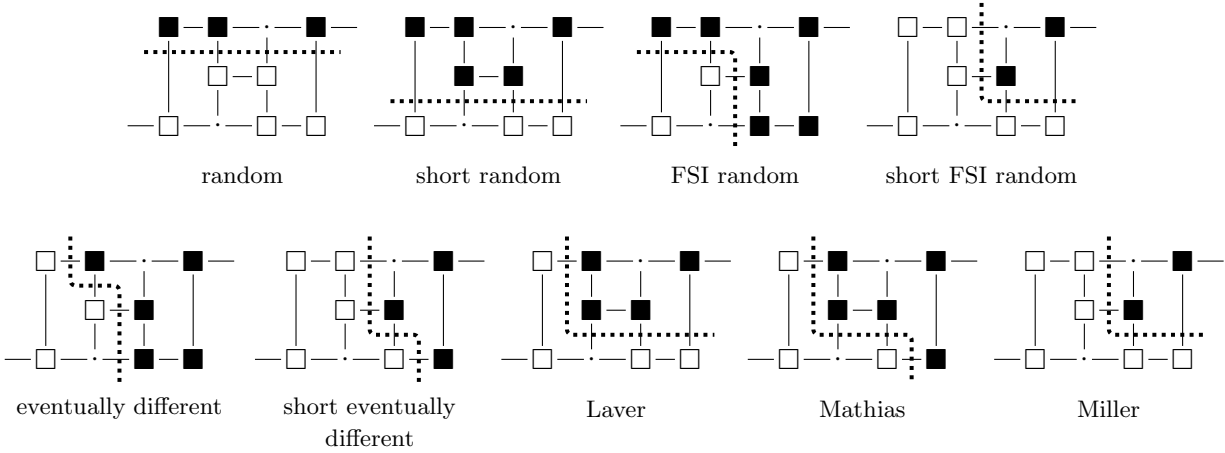 random
short random
FSI random
short FSI random
eventually different
short eventually
different
Laver
Mathias
Miller